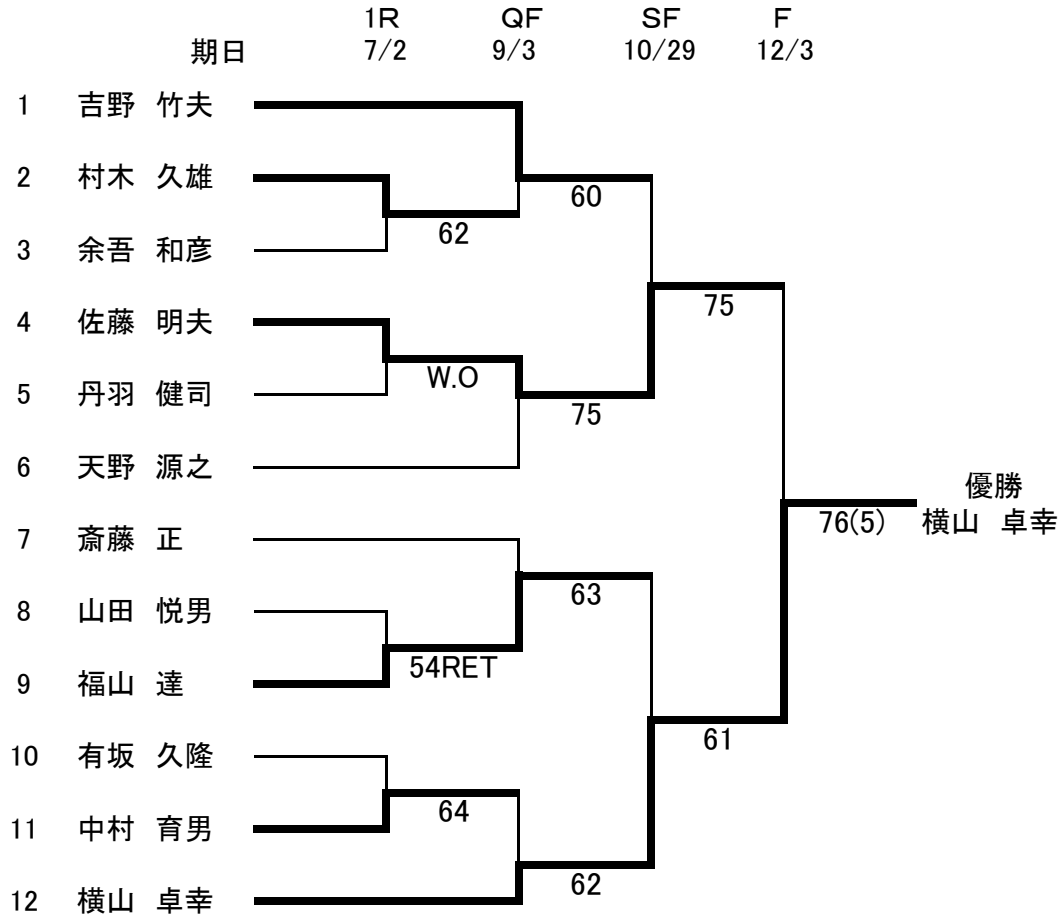 1R QF SF F
期日 7/2 9/3 10/29 12/3
1 吉野 竹夫
2 村木 久雄
60
62
3 余吾 和彦
75
4 佐藤 明夫
W.O
5 丹羽 健司
75
6 天野 源之
優勝
76(5) 横山 卓幸
7 斎藤 正
63
8 山田 悦男
54RET
9 福山 達
61
10 有坂 久隆
64
11 中村 育男
62
12 横山 卓幸